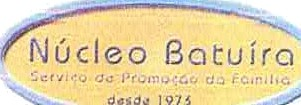 Núcleo Batuíra
Serviço de Promoção da Família
desde 1973